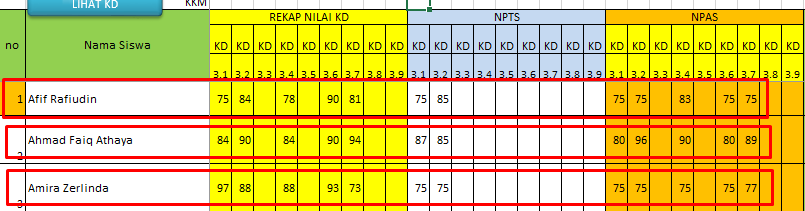 LIHAT KD KKM
REKAP NILAI KD NPTS NPAS
no Nama Siswa KD KD KD KD KD KD KD KD KD KD KD KD KD KD KD KD KD KD KD KD KD KD KD KD KD KD KD
3.1 3.2 3.3 3.4 3.5 3.6 3.7 3.8 3.9 3.1 3.2 3.3 3.4 3.5 3.6 3.7 3.8 3.9 3.1 3.2 3.3 3.4 3.5 3.6 3.7 3.8 3.9
1 Afif Rafiudin 75 84 78 90 81 75 85 75 75 83 75 75
2 Ahmad Faiq Athaya 84 90 84 90 94 87 85 80 96 90 80 89
3 Amira Zerlinda 97 88 88 93 73 75 75 75 75 75 75 77